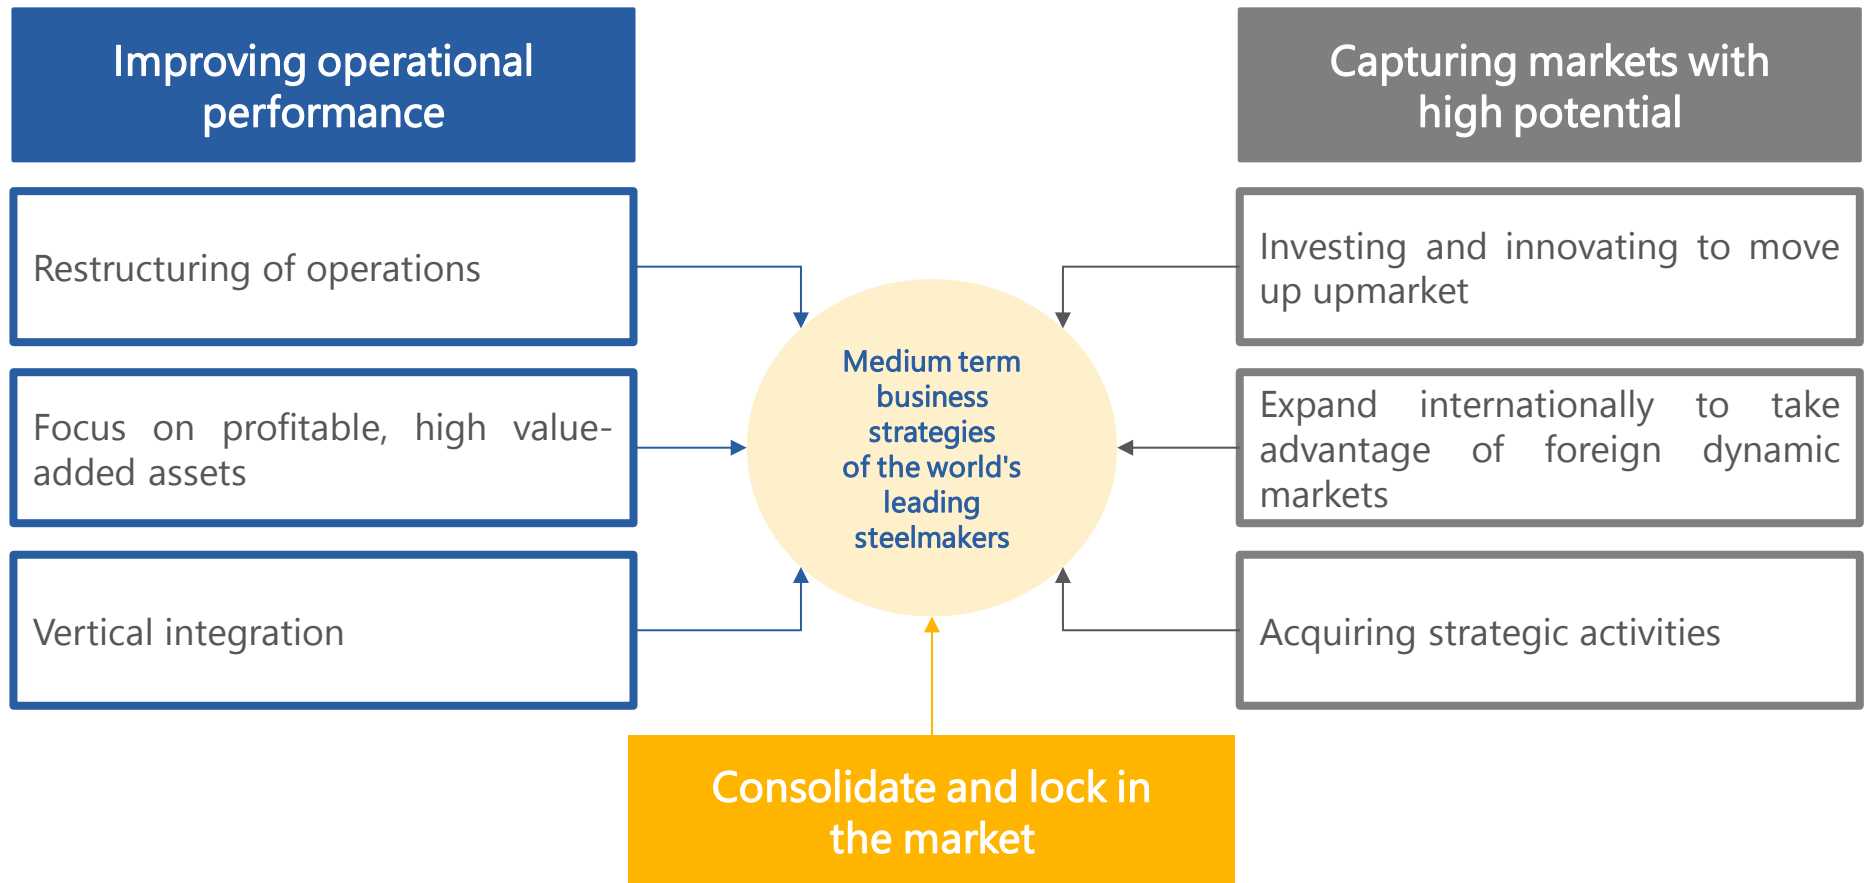 Improving operational
performance
Restructuring of operations
Focus on profitable, high value-
added assets
Vertical integration
Medium term
business
strategies
of the world's
leading
steelmakers
Capturing markets with
high potential
Investing and innovating to move
up upmarket
Expand internationally to take
advantage of foreign dynamic
markets
Acquiring strategic activities
Consolidate and lock in
the market